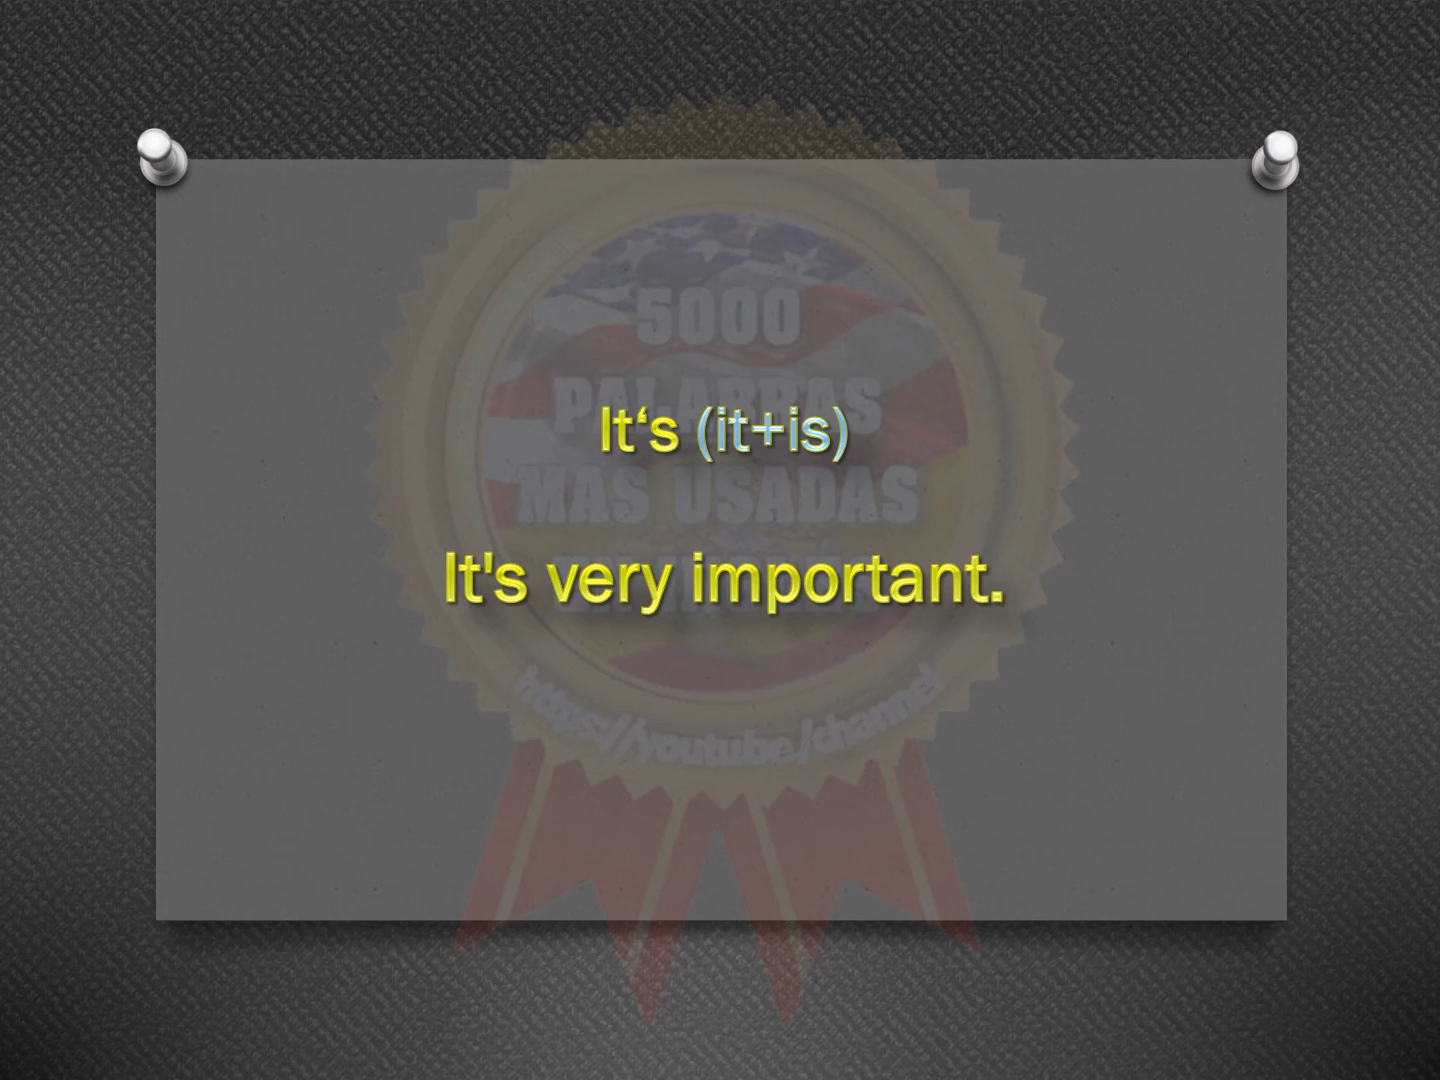 5000
PALABRAS
It‘s (it+is)
MAS USADAS
It's very important.
https://youtube/channel